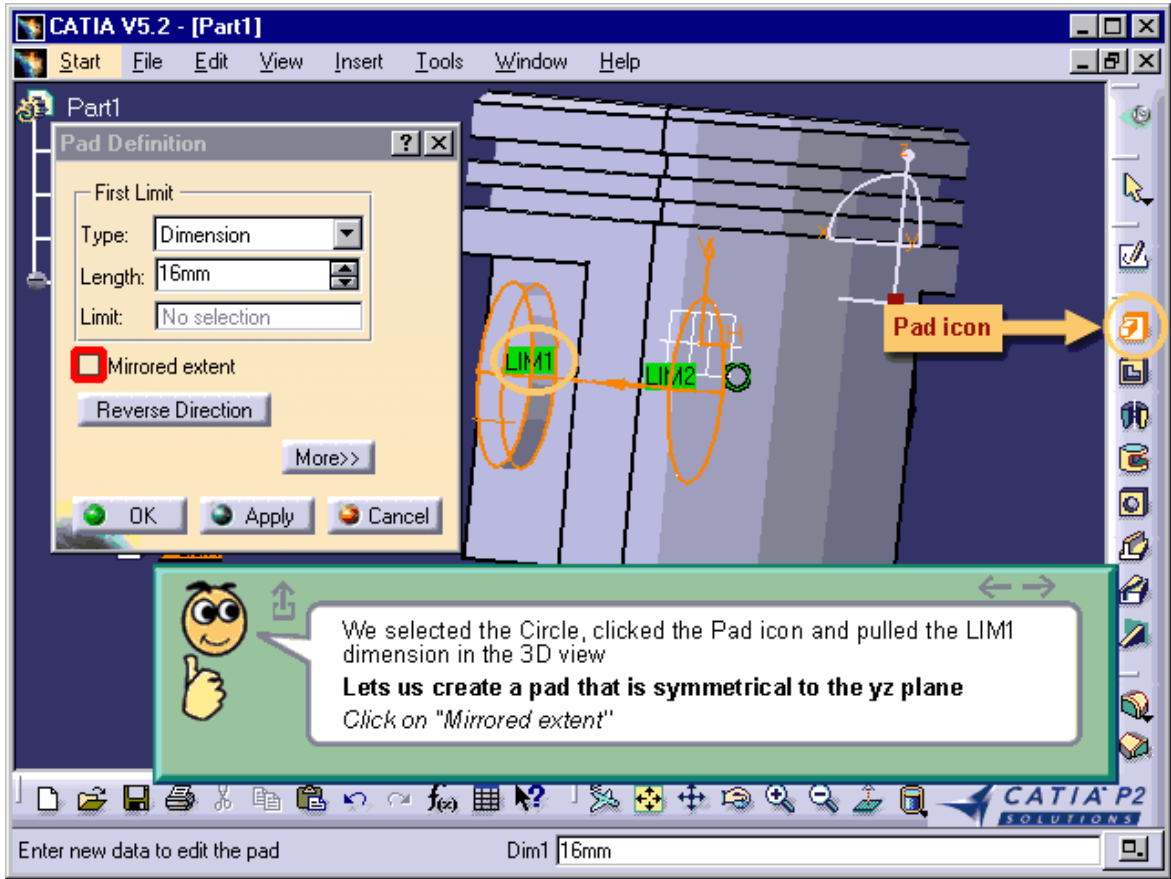 CATIA V5.2 - [Part1]
Start File Edit View Insert Tools Window Help
Part1
Pad Definition
First Limit
Type: Dimension
Length: 16mm
Limit: No selection
Mirrored extent
Reverse Direction
More>>
OK Apply Cancel
z
x y
V
H
LIM1
LIM2
Pad icon
We selected the Circle, clicked the Pad icon and pulled the LIM1
dimension in the 3D view
Lets us create a pad that is symmetrical to the yz plane
Click on "Mirrored extent"
f(x)
CATIA P2
SOLUTIONS
Enter new data to edit the pad Dim1 16mm